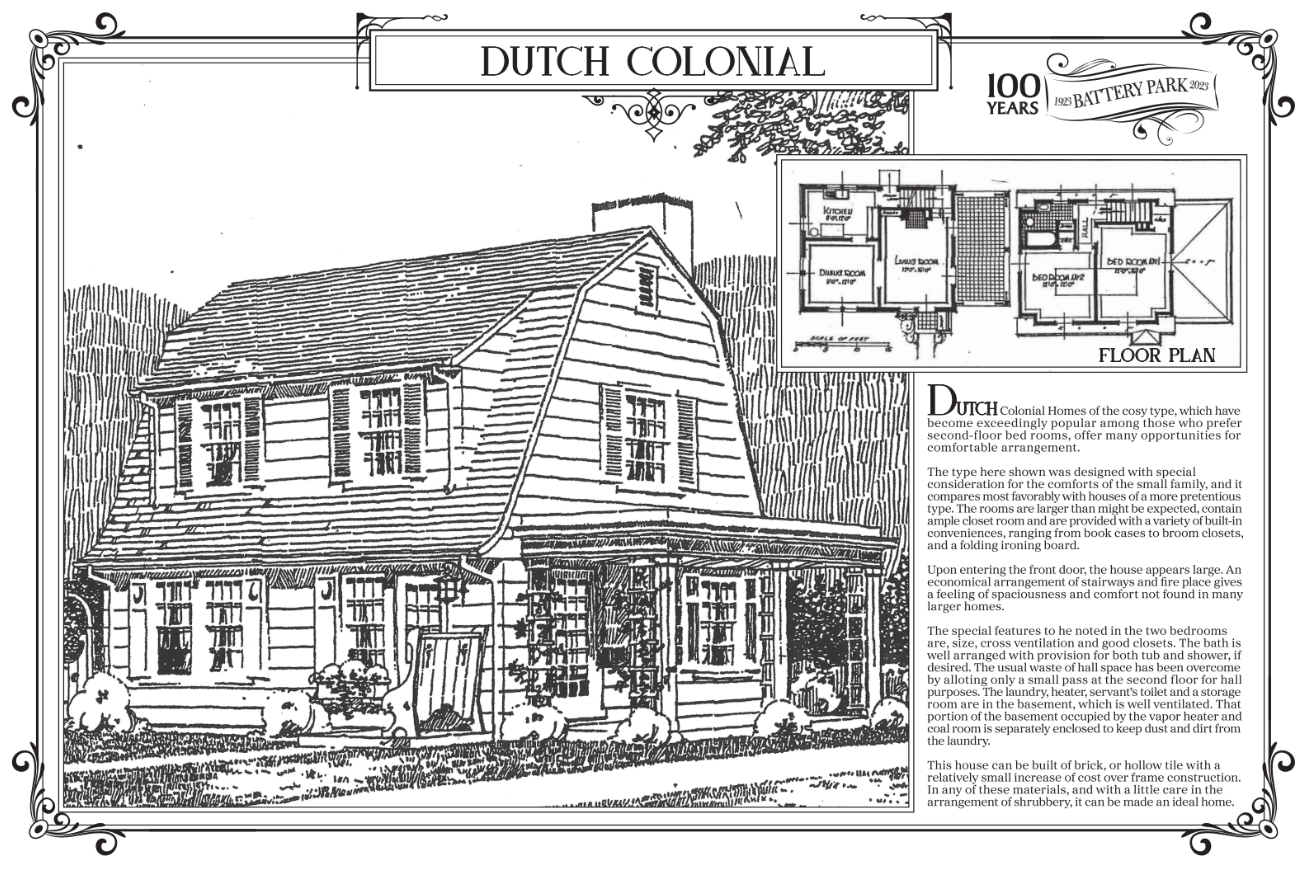 DUTCH COLONIAL
100
YEARS
1923 BATTERY PARK 2023
KITCHEN
DINING ROOM
LIVING ROOM
HALL
BED ROOM No2
BED ROOM No1
SCALE OF FEET
FLOOR PLAN
DUTCH Colonial Homes of the cosy type, which have
become exceedingly popular among those who prefer
second-floor bed rooms, offer many opportunities for
comfortable arrangement.
The type here shown was designed with special
consideration for the comforts of the small family, and it
compares most favorably with houses of a more pretentious
type. The rooms are larger than might be expected, contain
ample closet room and are provided with a variety of built-in
conveniences, ranging from book cases to broom closets,
and a folding ironing board.
Upon entering the front door, the house appears large. An
economical arrangement of stairways and fire place gives
a feeling of spaciousness and comfort not found in many
larger homes.
The special features to he noted in the two bedrooms
are, size, cross ventilation and good closets. The bath is
well arranged with provision for both tub and shower, if
desired. The usual waste of hall space has been overcome
by alloting only a small pass at the second floor for hall
purposes. The laundry, heater, servant's toilet and a storage
room are in the basement, which is well ventilated. That
portion of the basement occupied by the vapor heater and
coal room is separately enclosed to keep dust and dirt from
the laundry.
This house can be built of brick, or hollow tile with a
relatively small increase of cost over frame construction.
In any of these materials, and with a little care in the
arrangement of shrubbery, it can be made an ideal home.